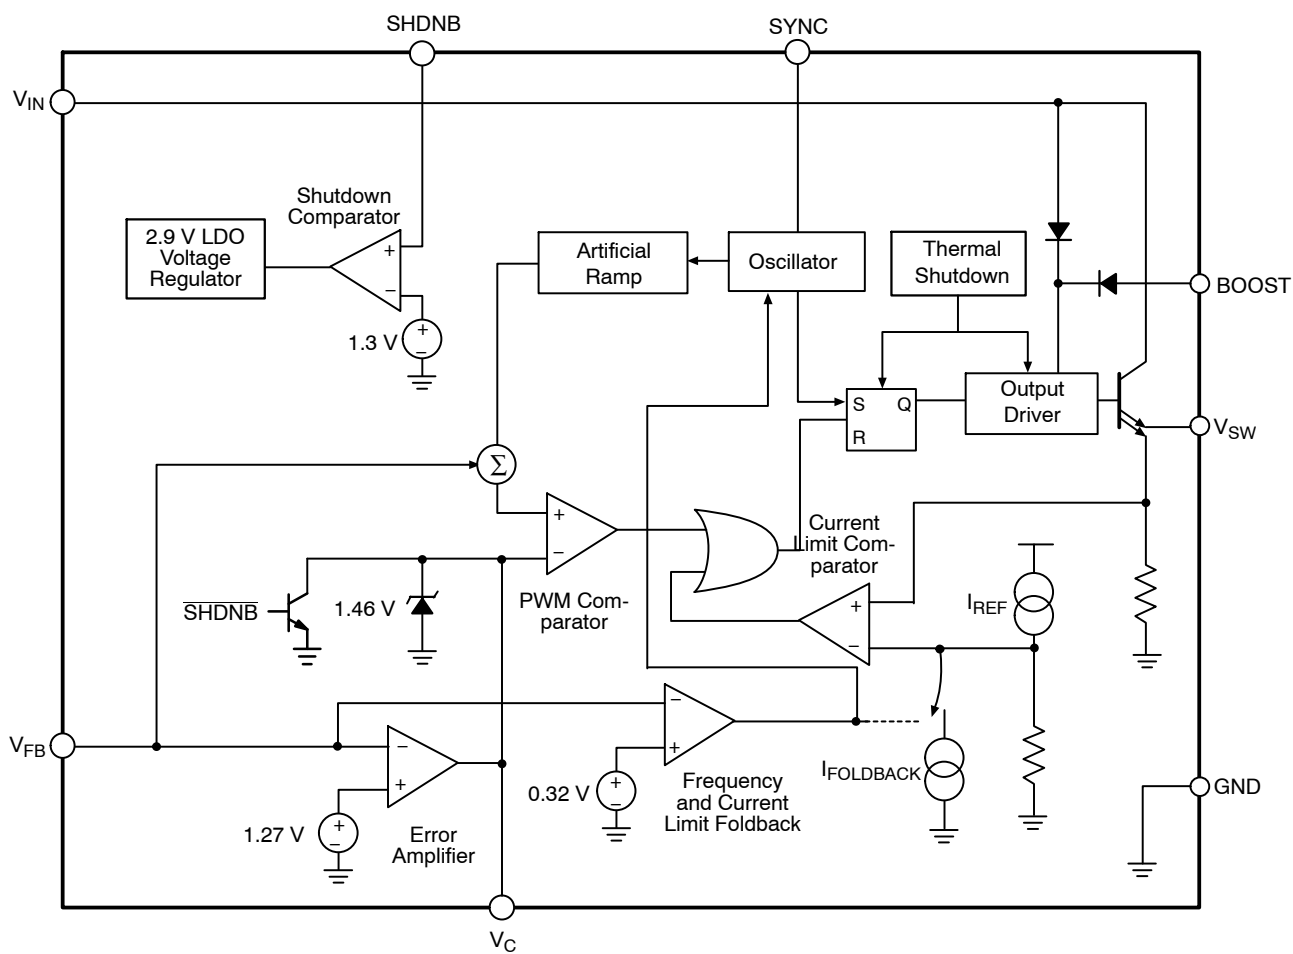 SHDNB
SYNC
VIN
Shutdown
Comparator
+
−
2.9 V LDO
Voltage
Regulator
1.3 V
+
−
Artificial
Ramp
Oscillator
Thermal
Shutdown
BOOST
S Q
R
Output
Driver
VSW
Σ
+
−
PWM Com-
parator
Current
Limit Com-
parator
+
−
IREF
SHDNB
1.46 V
VFB
−
+
1.27 V
+
−
Error
Amplifier
−
+
0.32 V
+
−
Frequency
and Current
Limit Foldback
IFOLDBACK
GND
VC